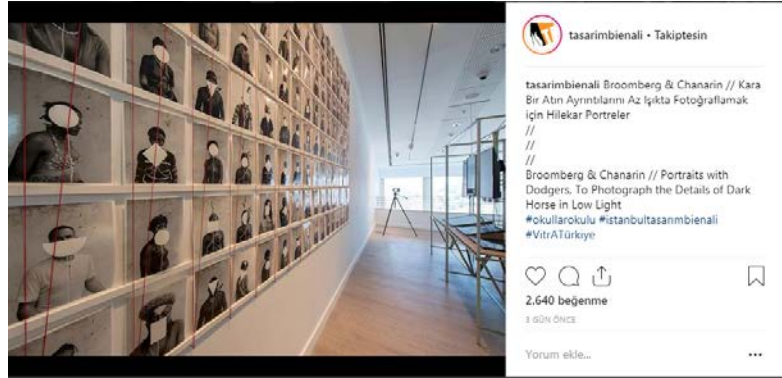 tasarimbienali • Takiptesin
tasarimbienali Broomberg & Chanarin // Kara
Bir Atın Ayrıntılarını Az Işıkta Fotoğraflamak
için Hilekar Portreler
//
//
//
Broomberg & Chanarin // Portraits with
Dodgers, To Photograph the Details of Dark
Horse in Low Light
#okullarokulu #istanbultasarımbienali
#VitrATürkiye
2.640 beğenme
3 GÜN ÖNCE
Yorum ekle...